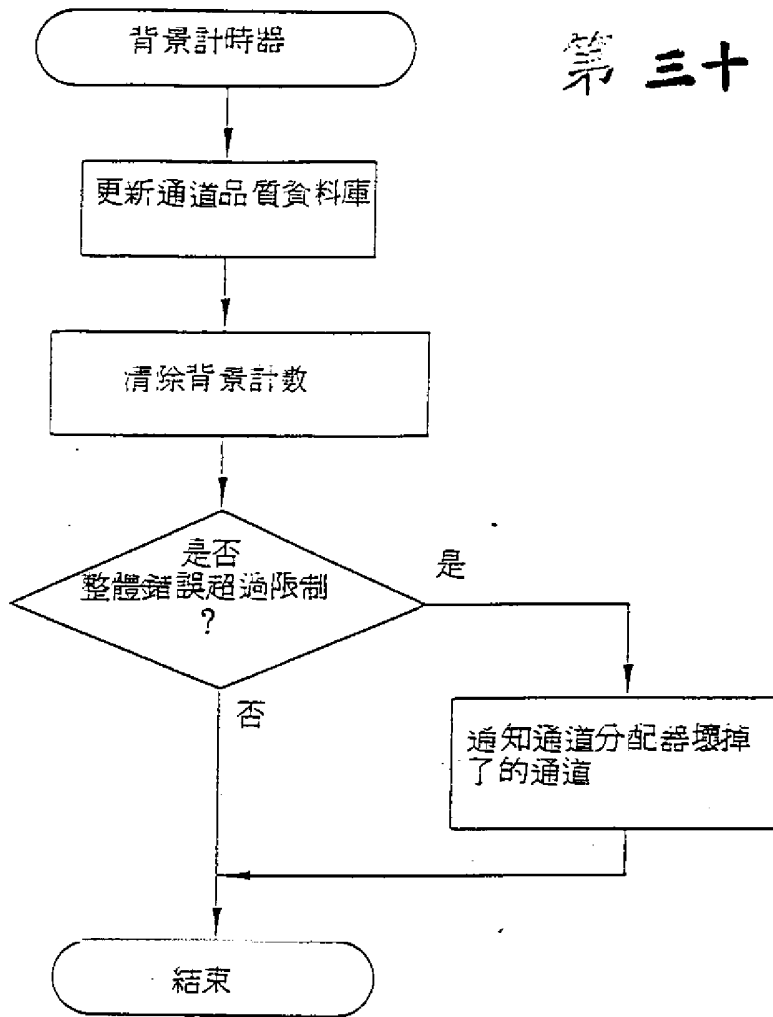 背景計時器
第三十
更新通道品質資料庫
清除背景計數
是否
整體錯誤超過限制
?
是
否
通知通道分配器壞掉
了的通道
結束